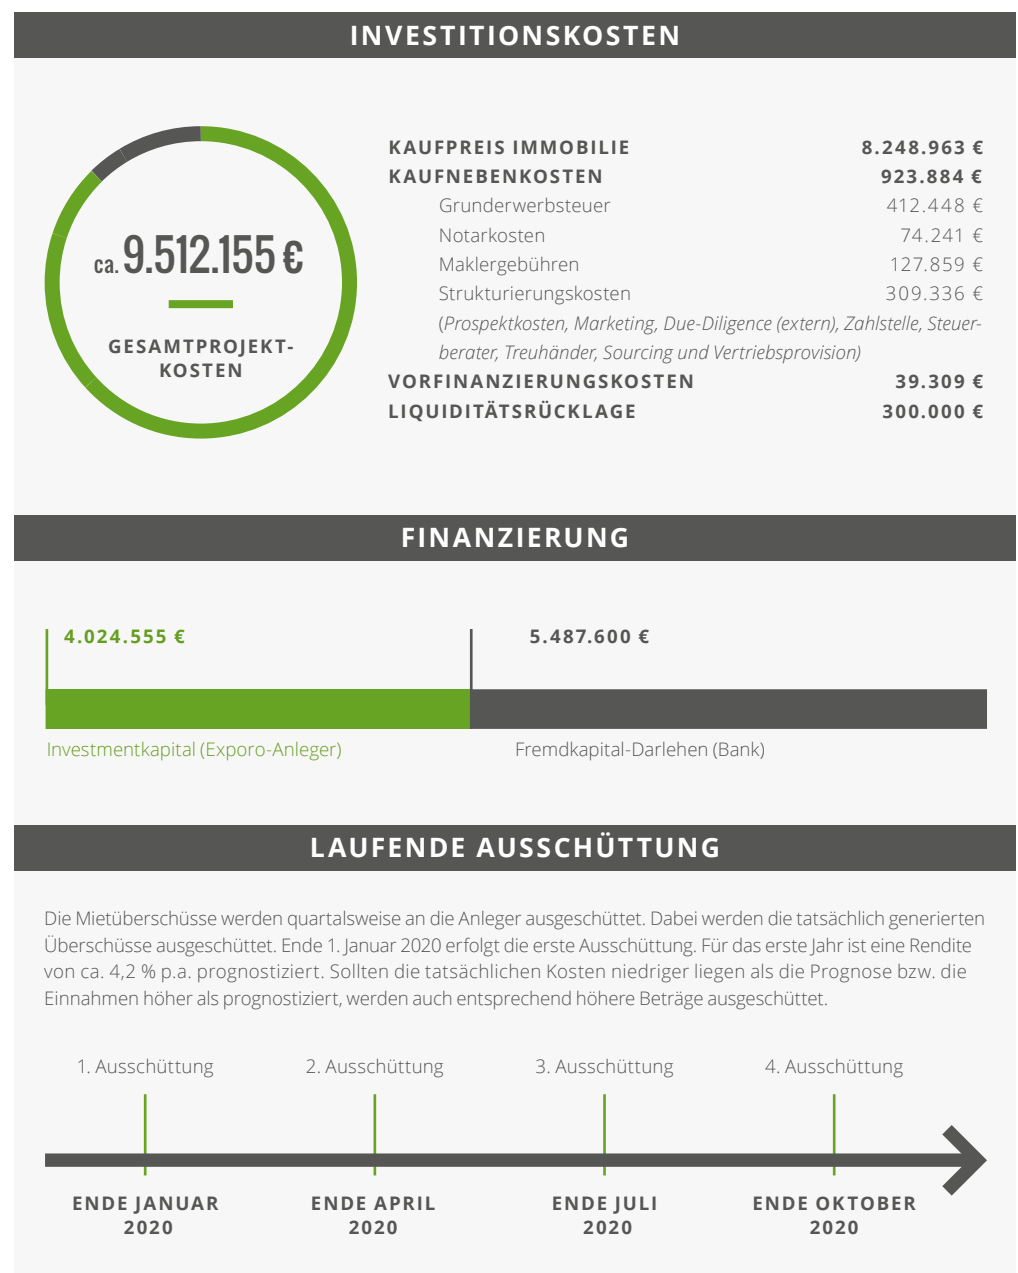 INVESTITIONSKOSTEN
ca. 9.512.155 €
GESAMTPROJEKT-
KOSTEN
KAUFPREIS IMMOBILIE 8.248.963 €
KAUFNEBENKOSTEN 923.884 €
Grunderwerbsteuer 412.448 €
Notarkosten 74.241 €
Maklergebühren 127.859 €
Strukturierungskosten 309.336 €
(Prospektkosten, Marketing, Due-Diligence (extern), Zahlstelle, Steuer-
berater, Treuhänder, Sourcing und Vertriebsprovision)
VORFINANZIERUNGSKOSTEN 39.309 €
LIQUIDITÄTSRÜCKLAGE 300.000 €
FINANZIERUNG
4.024.555 € 5.487.600 €
Investmentkapital (Exporo-Anleger) Fremdkapital-Darlehen (Bank)
LAUFENDE AUSSCHÜTTUNG
Die Mietüberschüsse werden quartalsweise an die Anleger ausgeschüttet. Dabei werden die tatsächlich generierten
Überschüsse ausgeschüttet. Ende 1. Januar 2020 erfolgt die erste Ausschüttung. Für das erste Jahr ist eine Rendite
von ca. 4,2 % p.a. prognostiziert. Sollten die tatsächlichen Kosten niedriger liegen als die Prognose bzw. die
Einnahmen höher als prognostiziert, werden auch entsprechend höhere Beträge ausgeschüttet.
1. Ausschüttung 2. Ausschüttung 3. Ausschüttung 4. Ausschüttung
ENDE JANUAR ENDE APRIL ENDE JULI ENDE OKTOBER
2020 2020 2020 2020